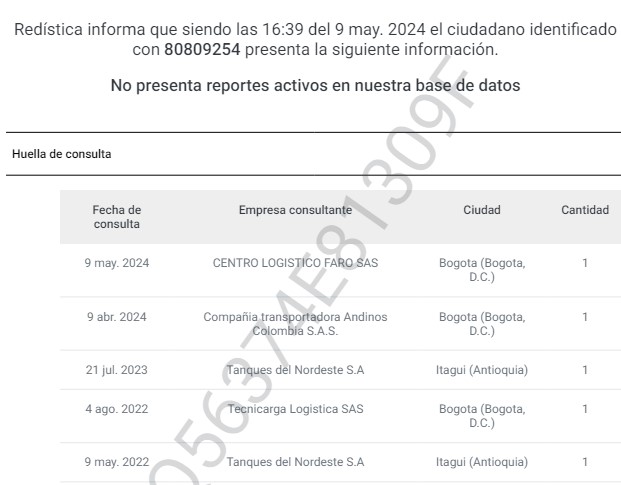 Redística informa que siendo las 16:39 del 9 may. 2024 el ciudadano identificado
con 80809254 presenta la siguiente información.
No presenta reportes activos en nuestra base de datos
Huella de consulta
Fecha de consulta Empresa consultante Ciudad Cantidad
9 may. 2024 CENTRO LOGISTICO FARO SAS Bogota (Bogota, D.C.) 1
9 abr. 2024 Compañia transportadora Andinos Colombia S.A.S. Bogota (Bogota, D.C.) 1
21 jul. 2023 Tanques del Nordeste S.A Itagui (Antioquia) 1
4 ago. 2022 Tecnicarga Logistica SAS Bogota (Bogota, D.C.) 1
9 may. 2022 Tanques del Nordeste S.A Itagui (Antioquia) 1
056374E81309F